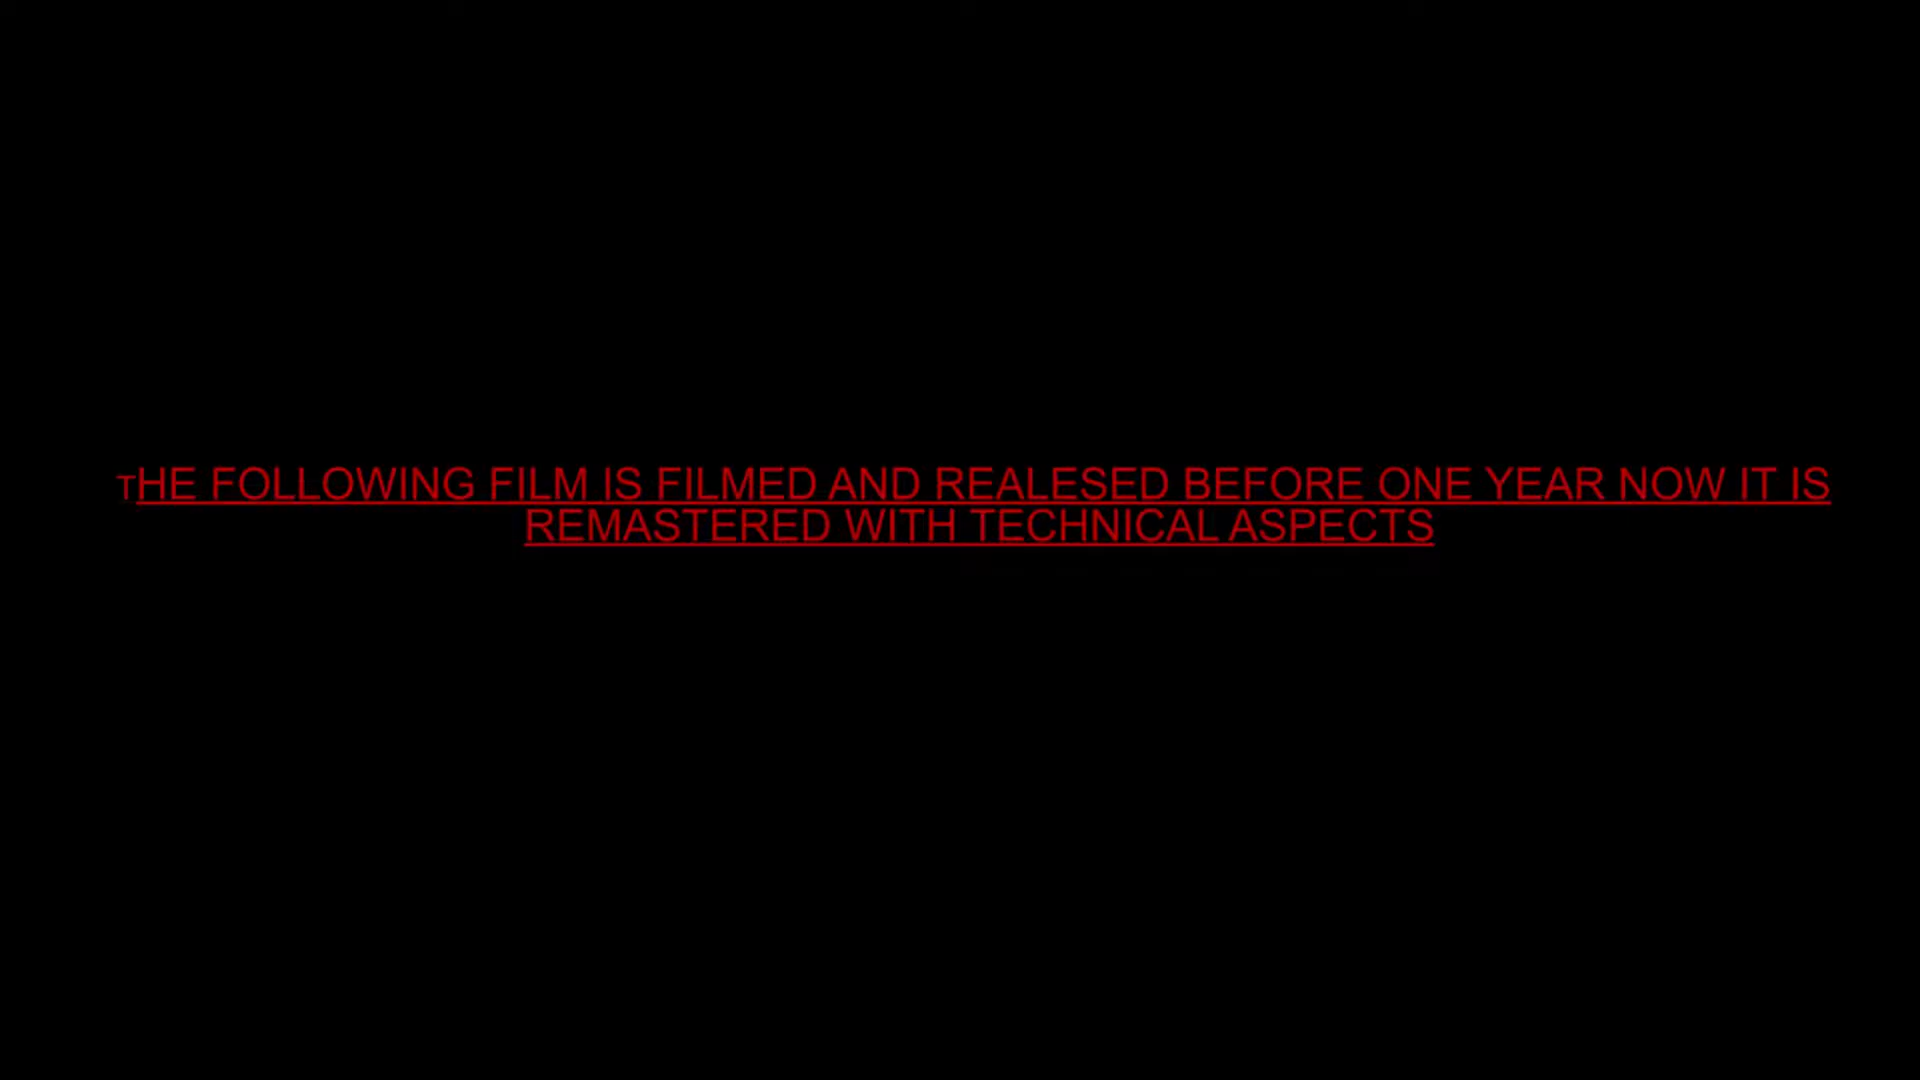 THE FOLLOWING FILM IS FILMED AND REALESED BEFORE ONE YEAR NOW IT IS
REMASTERED WITH TECHNICAL ASPECTS